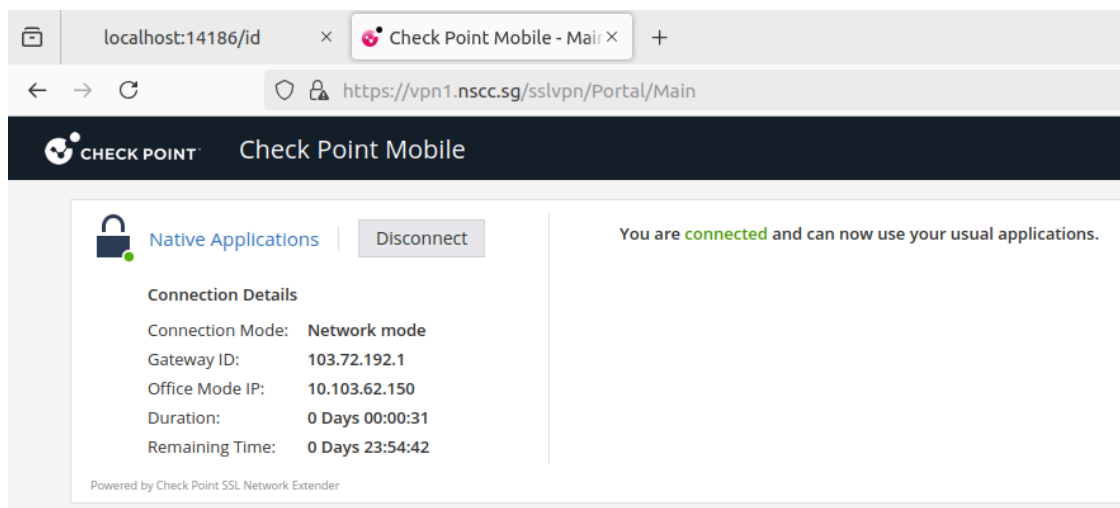 localhost:14186/id
Check Point Mobile - Mai
https://vpn1.nscc.sg/sslvpn/Portal/Main
CHECK POINT™ Check Point Mobile
Native Applications Disconnect
Connection Details
Connection Mode: Network mode
Gateway ID: 103.72.192.1
Office Mode IP: 10.103.62.150
Duration: 0 Days 00:00:31
Remaining Time: 0 Days 23:54:42
Powered by Check Point SSL Network Extender
You are connected and can now use your usual applications.